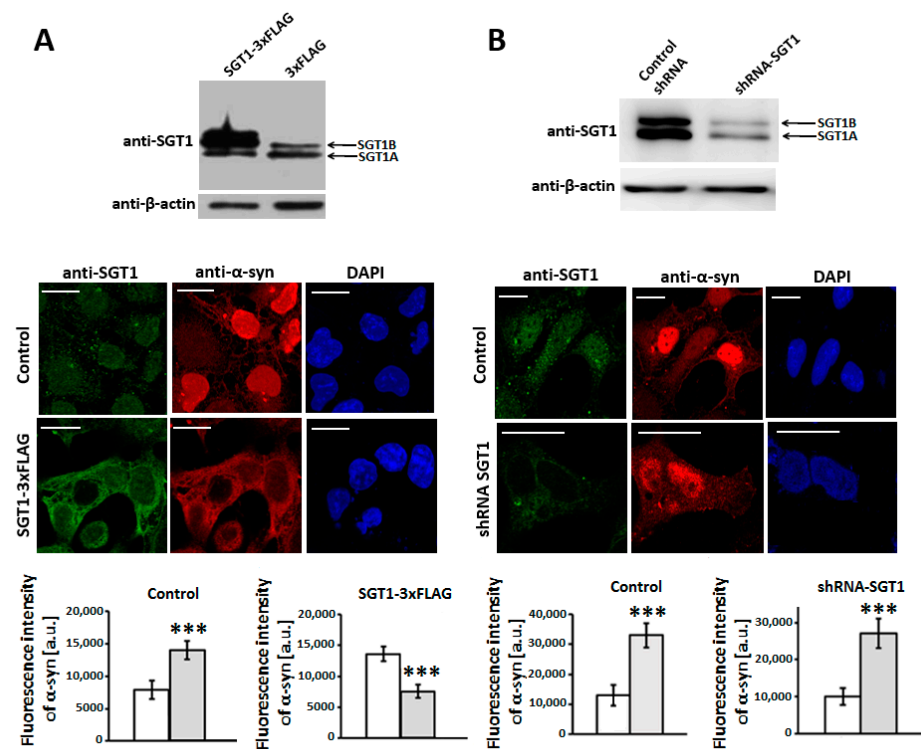 A
SGT1-3xFLAG
3xFLAG
anti-SGT1
SGT1B
SGT1A
anti-β-actin
anti-SGT1
anti-α-syn
DAPI
Control
SGT1-3xFLAG
Control
Fluorescence intensity
of α-syn [a.u.]
20,000
15,000
10,000
5000
0
***
SGT1-3xFLAG
Fluorescence intensity
of α-syn [a.u.]
20,000
15,000
10,000
5000
0
***
B
Control
shRNA
shRNA-SGT1
anti-SGT1
SGT1B
SGT1A
anti-β-actin
anti-SGT1
anti-α-syn
DAPI
Control
shRNA SGT1
Control
Fluorescence intensity
of α-syn [a.u.]
40,000
30,000
20,000
10,000
0
***
shRNA-SGT1
Fluorescence intensity
of α-syn [a.u.]
30,000
20,000
10,000
0
***